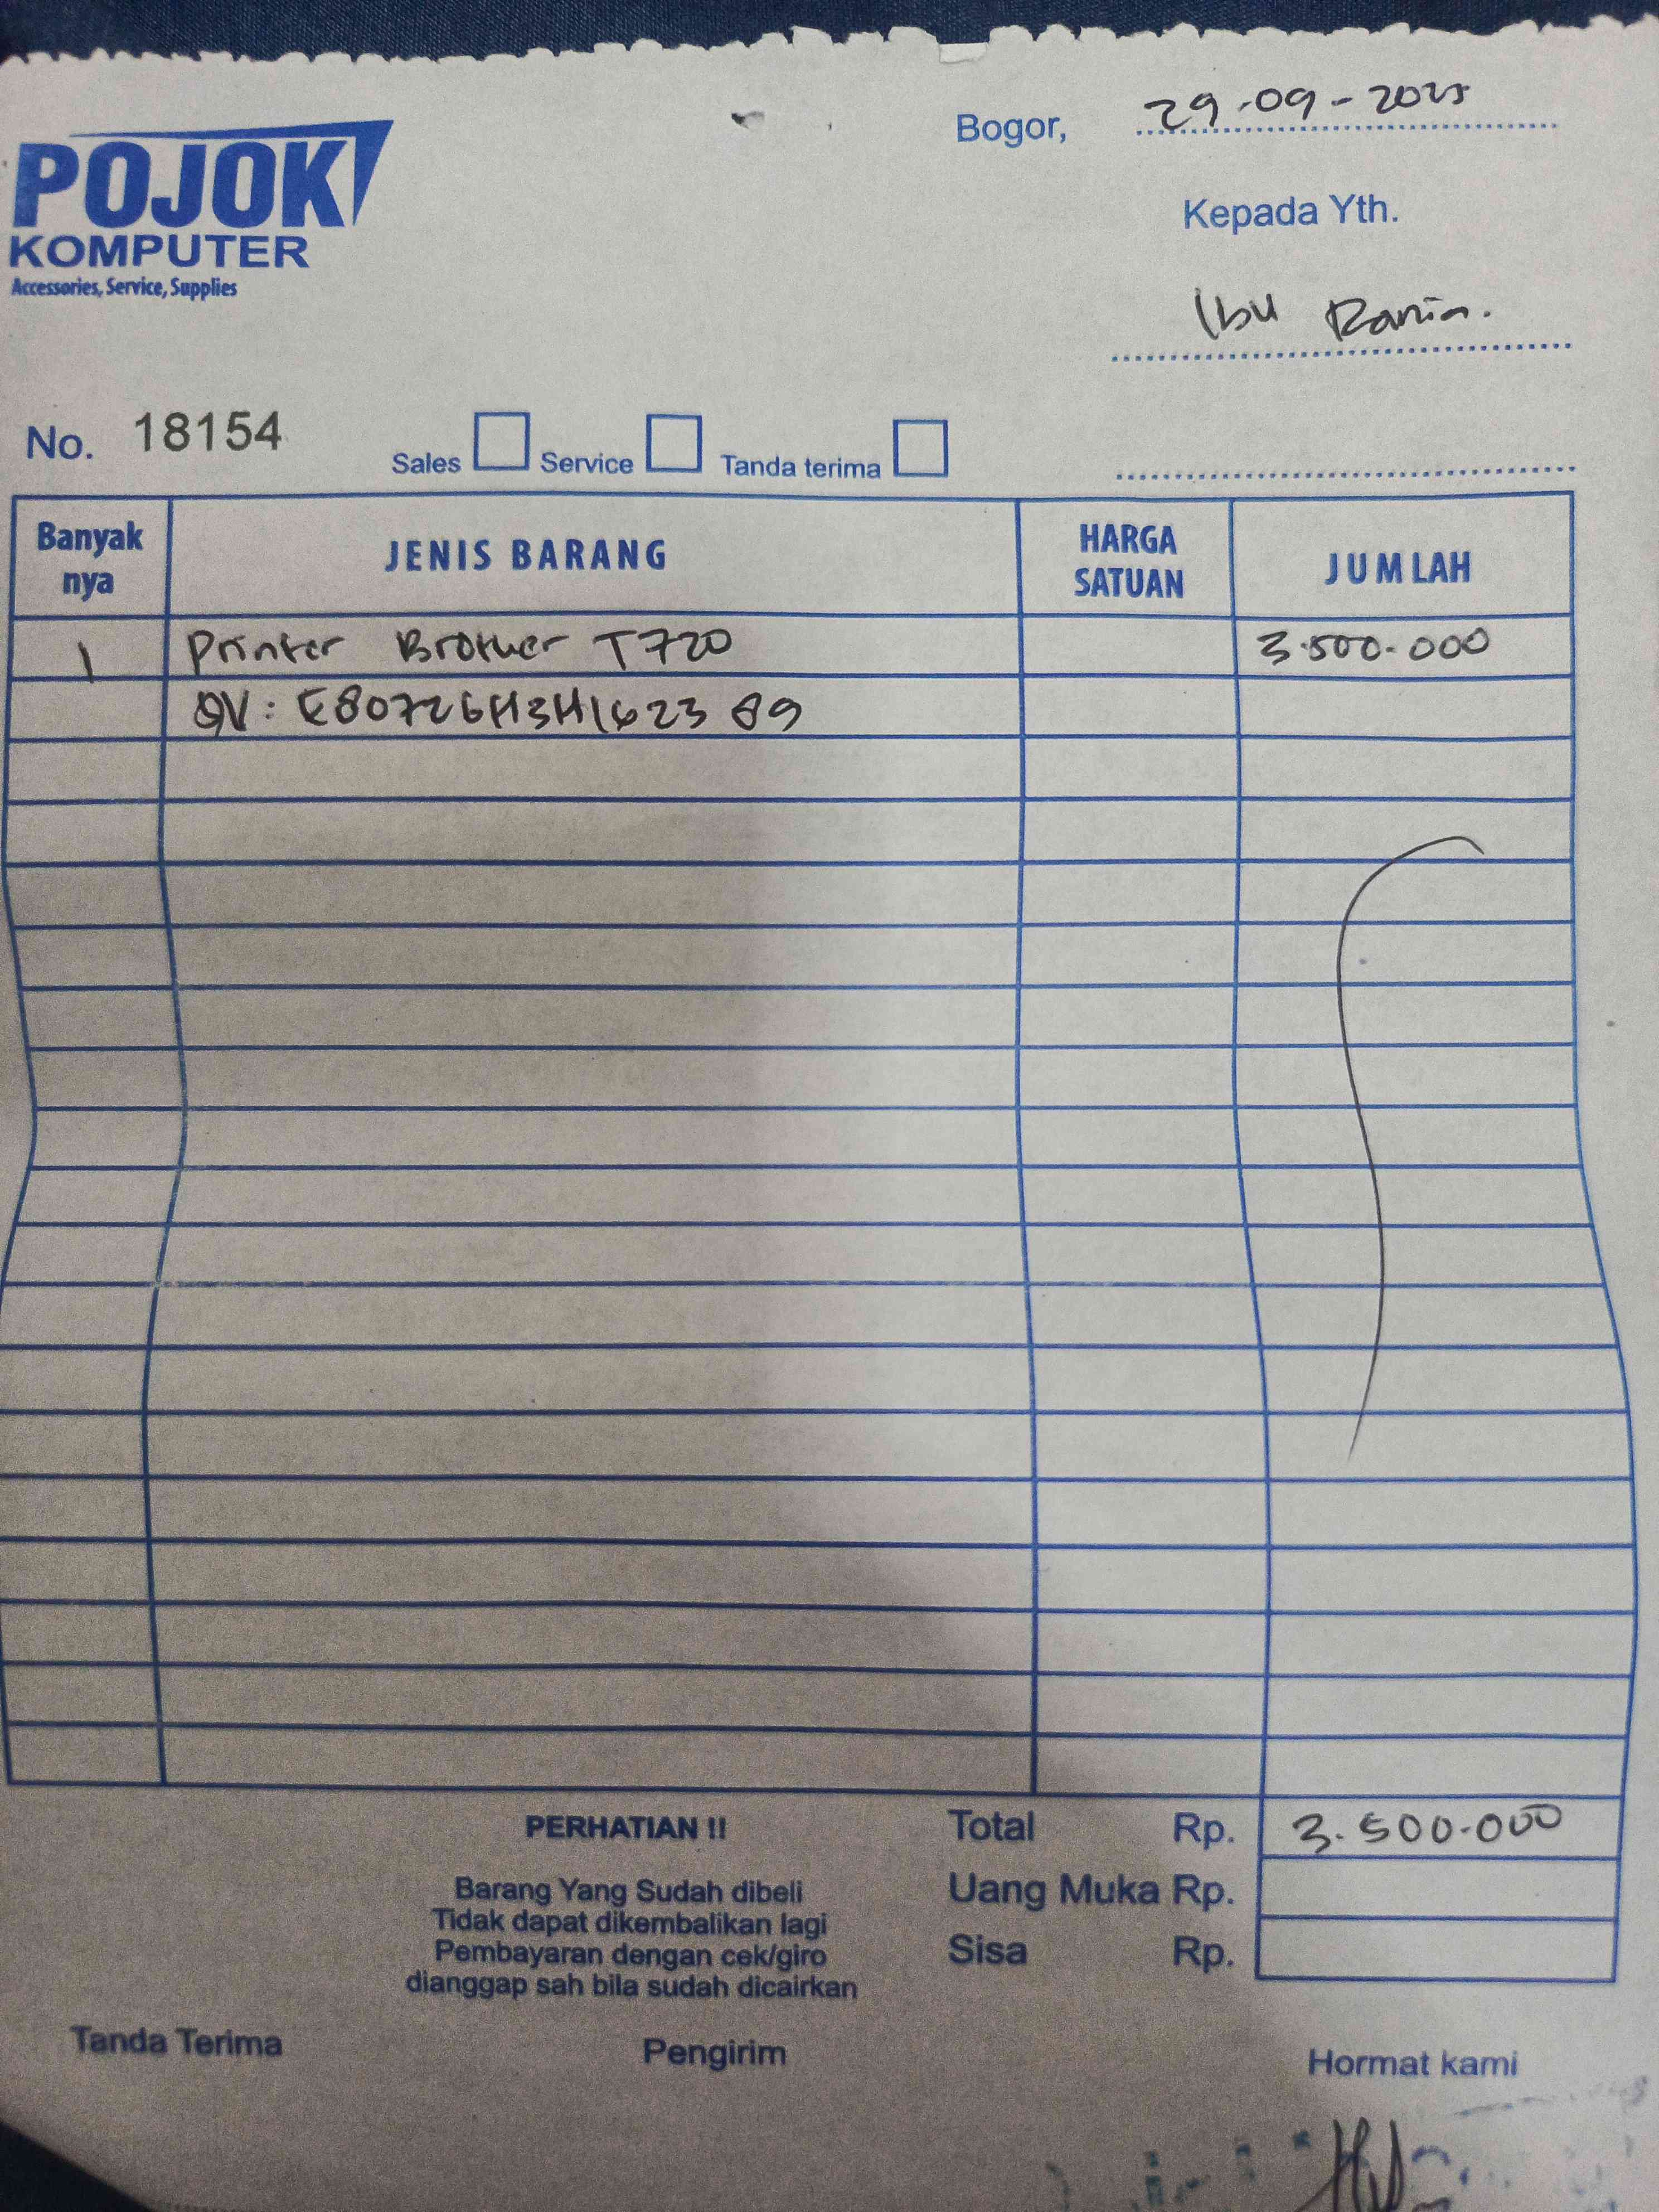 Bogor, 29-09-2025
POJOK
KOMPUTER
Accessories, Service, Supplies
Kepada Yth.
Ibu Rania.
No. 18154
Sales Service Tanda terima
Banyak nya JENIS BARANG HARGA SATUAN JUMLAH
1 Printer Brother T720 3.500.000
E80726H3H162389
PERHATIAN !!
Barang Yang Sudah dibeli
Tidak dapat dikembalikan lagi
Pembayaran dengan cek/giro
dianggap sah bila sudah dicairkan
Total Rp. 3.500.000
Uang Muka Rp.
Sisa Rp.
Tanda Terima Pengirim Hormat kami